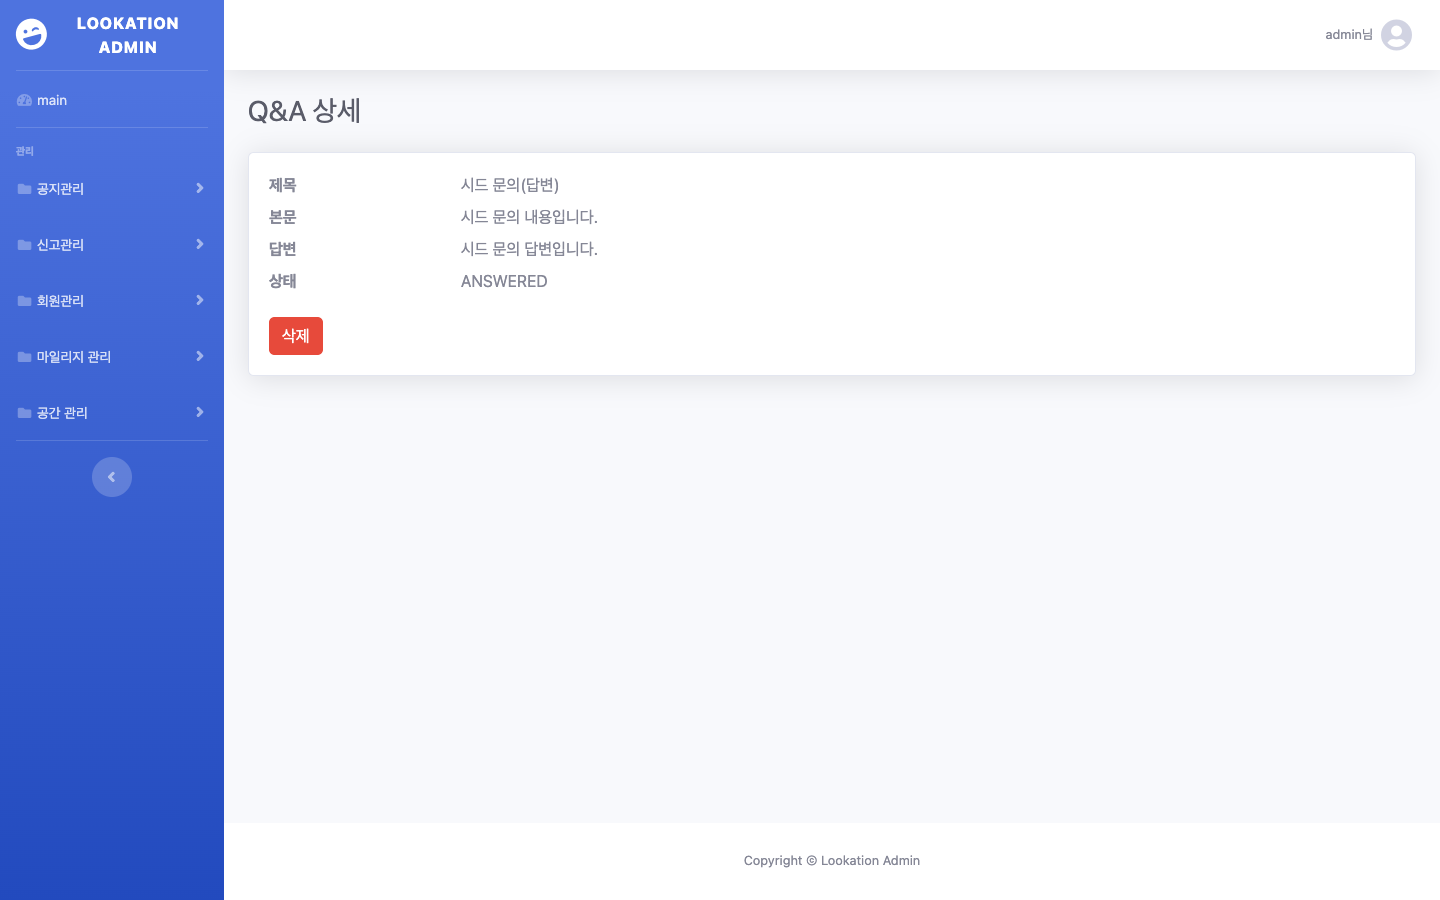 LOOKATION
ADMIN
main
관리
공지관리
신고관리
회원관리
마일리지 관리
공간 관리
admin님
Q&A 상세
제목 시드 문의(답변)
본문 시드 문의 내용입니다.
답변 시드 문의 답변입니다.
상태 ANSWERED
삭제
Copyright © Lookation Admin